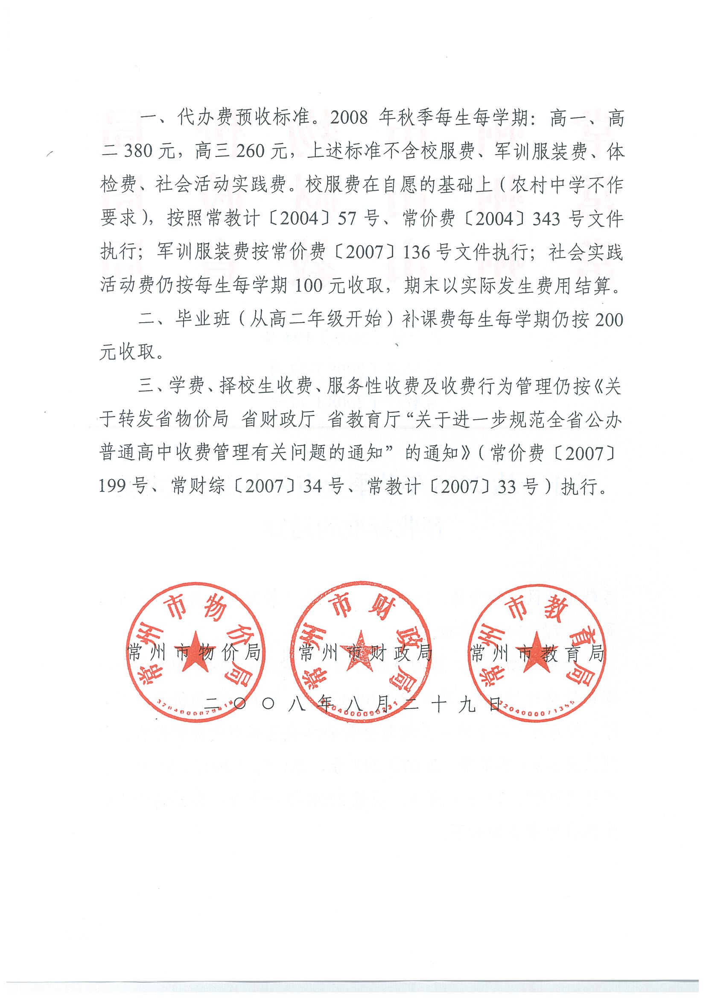 一、代办费预收标准。2008 年秋季每生每学期：高一、高
二 380 元，高三 260 元，上述标准不含校服费、军训服装费、体
检费、社会活动实践费。校服费在自愿的基础上（农村中学不作
要求），按照常教计〔2004〕57 号、常价费〔2004〕343 号文件
执行；军训服装费按常价费〔2007〕136 号文件执行；社会实践
活动费仍按每生每学期 100 元收取，期末以实际发生费用结算。
二、毕业班（从高二年级开始）补课费每生每学期仍按 200
元收取。
三、学费、择校生收费、服务性收费及收费行为管理仍按《关
于转发省物价局 省财政厅 省教育厅“关于进一步规范全省公办
普通高中收费管理有关问题的通知”的通知》（常价费〔2007〕
199 号、常财综〔2007〕34 号、常教计〔2007〕33 号）执行。
常州市物价局
常州市财政局
常州市教育局
常州市物价局 常州市财政局 常州市教育局
二〇〇八年八月二十九日